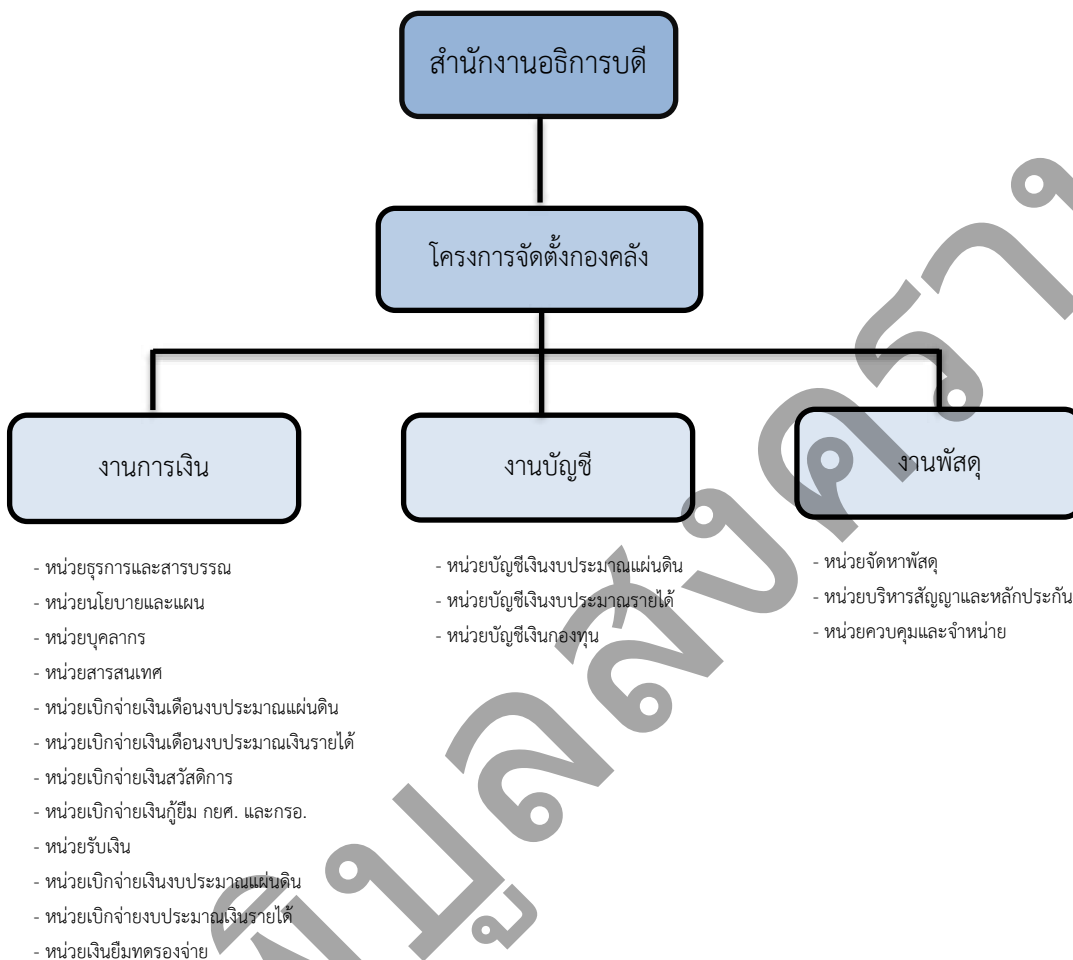 สำนักงานอธิการบดี
โครงการจัดตั้งกองคลัง
งานการเงิน
- หน่วยธุรการและสารบรรณ
- หน่วยนโยบายและแผน
- หน่วยบุคลากร
- หน่วยสารสนเทศ
- หน่วยเบิกจ่ายเงินเดือนงบประมาณแผ่นดิน
- หน่วยเบิกจ่ายเงินเดือนงบประมาณเงินรายได้
- หน่วยเบิกจ่ายเงินสวัสดิการ
- หน่วยเบิกจ่ายเงินกู้ยืม กยศ. และกรอ.
- หน่วยรับเงิน
- หน่วยเบิกจ่ายเงินงบประมาณแผ่นดิน
- หน่วยเบิกจ่ายงบประมาณเงินรายได้
- หน่วยเงินยืมทดรองจ่าย
งานบัญชี
- หน่วยบัญชีเงินงบประมาณแผ่นดิน
- หน่วยบัญชีเงินงบประมาณรายได้
- หน่วยบัญชีเงินกองทุน
งานพัสดุ
- หน่วยจัดหาพัสดุ
- หน่วยบริหารสัญญาและหลักประกัน
- หน่วยควบคุมและจำหน่าย
พิบูลสงคราม